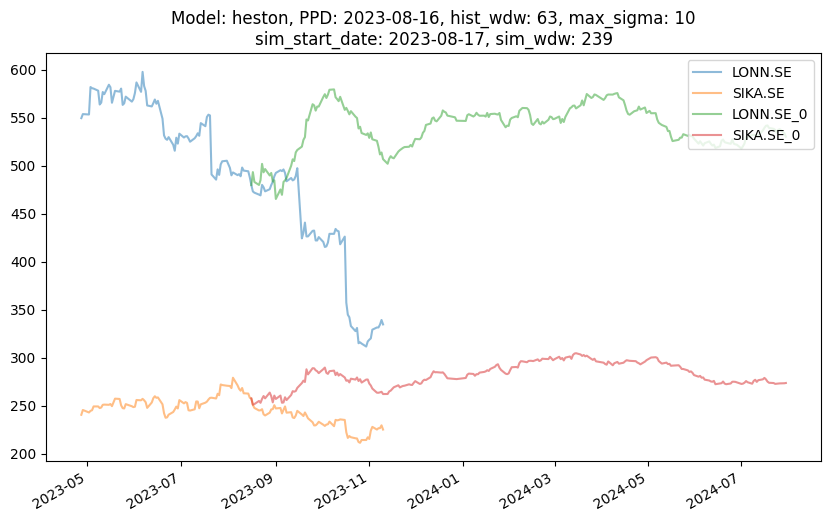 Model: heston, PPD: 2023-08-16, hist_wdw: 63, max_sigma: 10
sim_start_date: 2023-08-17, sim_wdw: 239
LONN.SE
SIKA.SE
LONN.SE_0
SIKA.SE_0
600
550
500
450
400
350
300
250
200
2023-05
2023-07
2023-09
2023-11
2024-01
2024-03
2024-05
2024-07